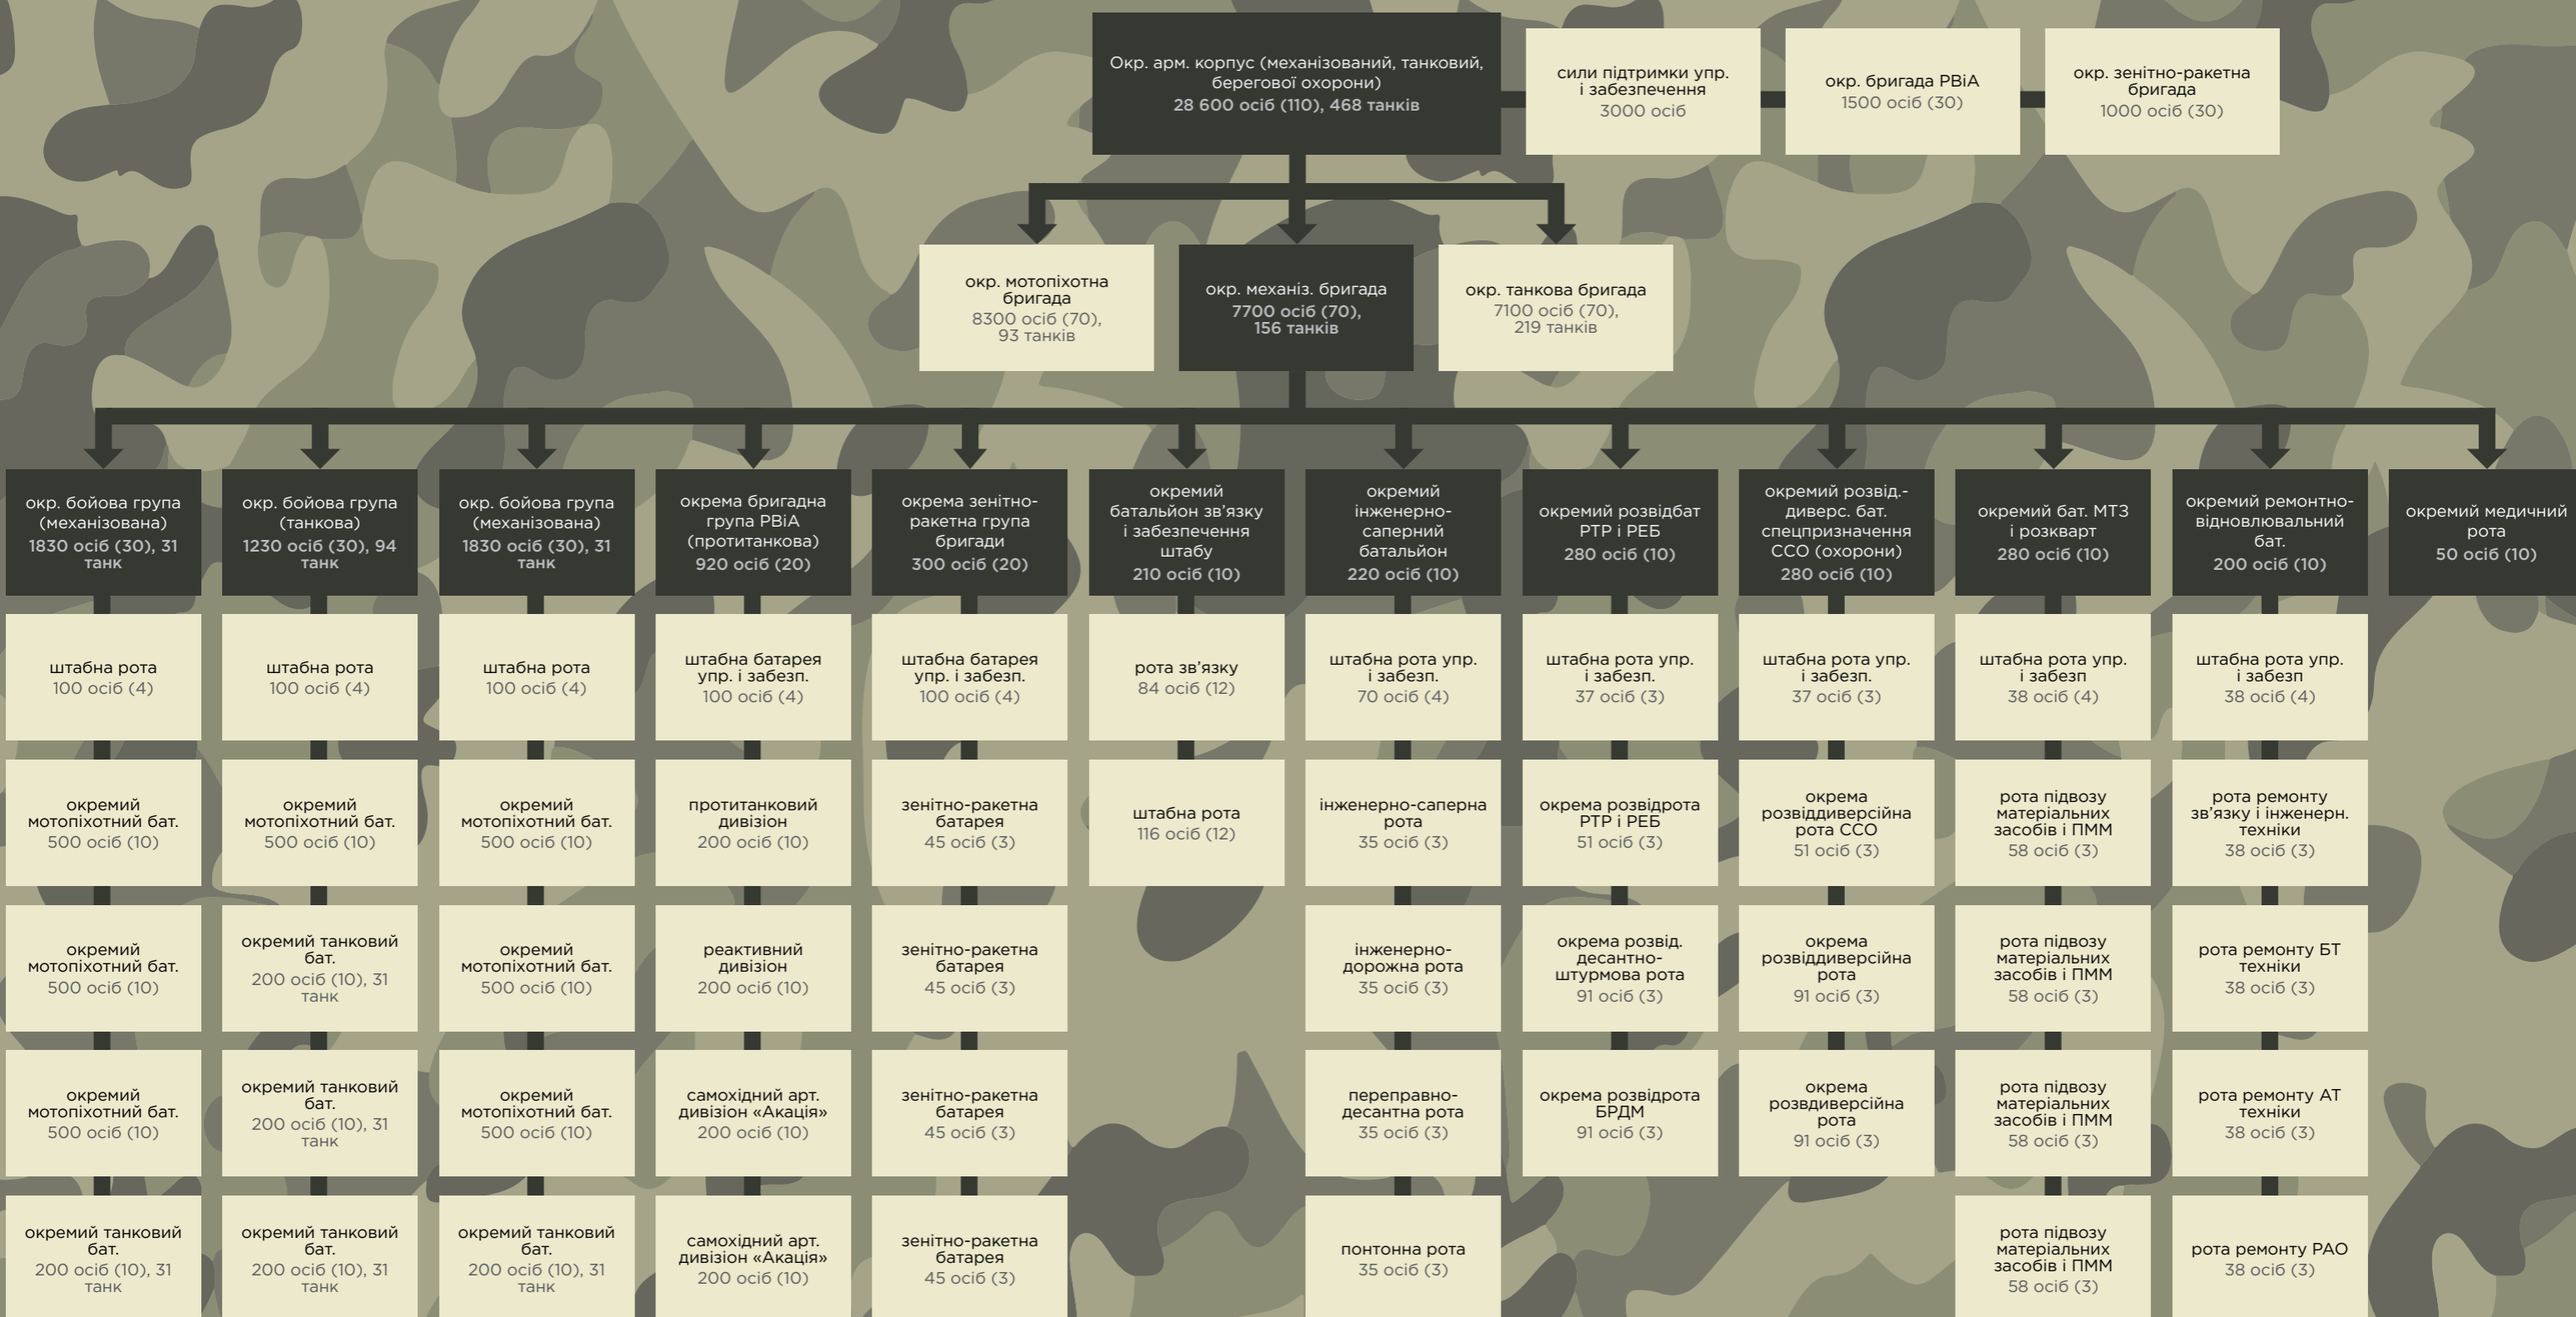 Окр. арм. корпус (механізований, танковий,
берегової охорони)
28 600 осіб (110), 468 танків
сили підтримки упр.
і забезпечення
3000 осіб
окр. бригада РВіА
1500 осіб (30)
окр. зенітно-ракетна
бригада
1000 осіб (30)
окр. мотопіхотна
бригада
8300 осіб (70),
93 танків
окр. механіз. бригада
7700 осіб (70),
156 танків
окр. танкова бригада
7100 осіб (70),
219 танків
окр. бойова група
(механізована)
1830 осіб (30), 31
танк
окр. бойова група
(танкова)
1230 осіб (30), 94
танк
окр. бойова група
(механізована)
1830 осіб (30), 31
танк
окрема бригадна
група РВіА
(протитанкова)
920 осіб (20)
окрема зенітно-
ракетна група
бригади
300 осіб (20)
окремий
батальйон зв’язку
і забезпечення
штабу
210 осіб (10)
окремий
інженерно-
саперний
батальйон
220 осіб (10)
окремий розвідбат
РТР і РЕБ
280 осіб (10)
окремий розвід.-
диверс. бат.
спецпризначення
ССО (охорони)
280 осіб (10)
окремий бат. МТЗ
і розкварт
280 осіб (10)
окремий ремонтно-
відновлювальний
бат.
200 осіб (10)
окремий медичний
рота
50 осіб (10)
штабна рота
100 осіб (4)
штабна рота
100 осіб (4)
штабна рота
100 осіб (4)
штабна батарея
упр. і забезп.
100 осіб (4)
штабна батарея
упр. і забезп.
100 осіб (4)
рота зв’язку
84 осіб (12)
штабна рота упр.
і забезп.
70 осіб (4)
штабна рота упр.
і забезп.
37 осіб (3)
штабна рота упр.
і забезп.
37 осіб (3)
штабна рота упр.
і забезп
38 осіб (4)
штабна рота упр.
і забезп
38 осіб (4)
окремий
мотопіхотний бат.
500 осіб (10)
окремий
мотопіхотний бат.
500 осіб (10)
окремий
мотопіхотний бат.
500 осіб (10)
протитанковий
дивізіон
200 осіб (10)
зенітно-ракетна
батарея
45 осіб (3)
штабна рота
116 осіб (12)
інженерно-саперна
рота
35 осіб (3)
окрема розвідрота
РТР і РЕБ
51 осіб (3)
окрема
розвіддиверсійна
рота ССО
51 осіб (3)
рота підвозу
матеріальних
засобів і ПММ
58 осіб (3)
рота ремонту
зв’язку і інженерн.
техніки
38 осіб (3)
окремий
мотопіхотний бат.
500 осіб (10)
окремий танковий
бат.
200 осіб (10), 31
танк
окремий
мотопіхотний бат.
500 осіб (10)
реактивний
дивізіон
200 осіб (10)
зенітно-ракетна
батарея
45 осіб (3)
інженерно-
дорожна рота
35 осіб (3)
окрема розвід.
десантно-
штурмова рота
91 осіб (3)
окрема
розвіддиверсійна
рота
91 осіб (3)
рота підвозу
матеріальних
засобів і ПММ
58 осіб (3)
рота ремонту БТ
техніки
38 осіб (3)
окремий
мотопіхотний бат.
500 осіб (10)
окремий танковий
бат.
200 осіб (10), 31
танк
окремий
мотопіхотний бат.
500 осіб (10)
самохідний арт.
дивізіон «Акація»
200 осіб (10)
зенітно-ракетна
батарея
45 осіб (3)
переправно-
десантна рота
35 осіб (3)
окрема розвідрота
БРДМ
91 осіб (3)
окрема
розвдиверсійна
рота
91 осіб (3)
рота підвозу
матеріальних
засобів і ПММ
58 осіб (3)
рота ремонту АТ
техніки
38 осіб (3)
окремий танковий
бат.
200 осіб (10), 31
танк
окремий танковий
бат.
200 осіб (10), 31
танк
окремий танковий
бат.
200 осіб (10), 31
танк
самохідний арт.
дивізіон «Акація»
200 осіб (10)
зенітно-ракетна
батарея
45 осіб (3)
понтонна рота
35 осіб (3)
рота підвозу
матеріальних
засобів і ПММ
58 осіб (3)
рота ремонту РАО
38 осіб (3)